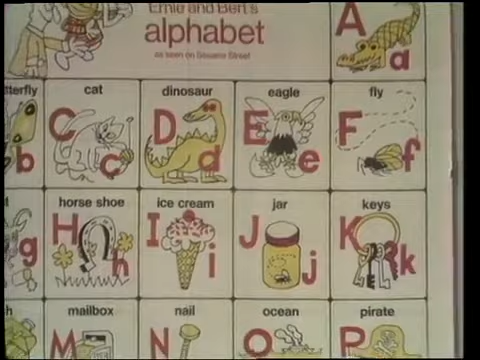 Ernie and Bert's
alphabet
as seen on Sesame Street
A a
tterfly cat dinosaur eagle fly
b C c D d E e F f
horse shoe ice cream jar keys
g H h I i J j K k
h mailbox nail ocean pirate
M N O P